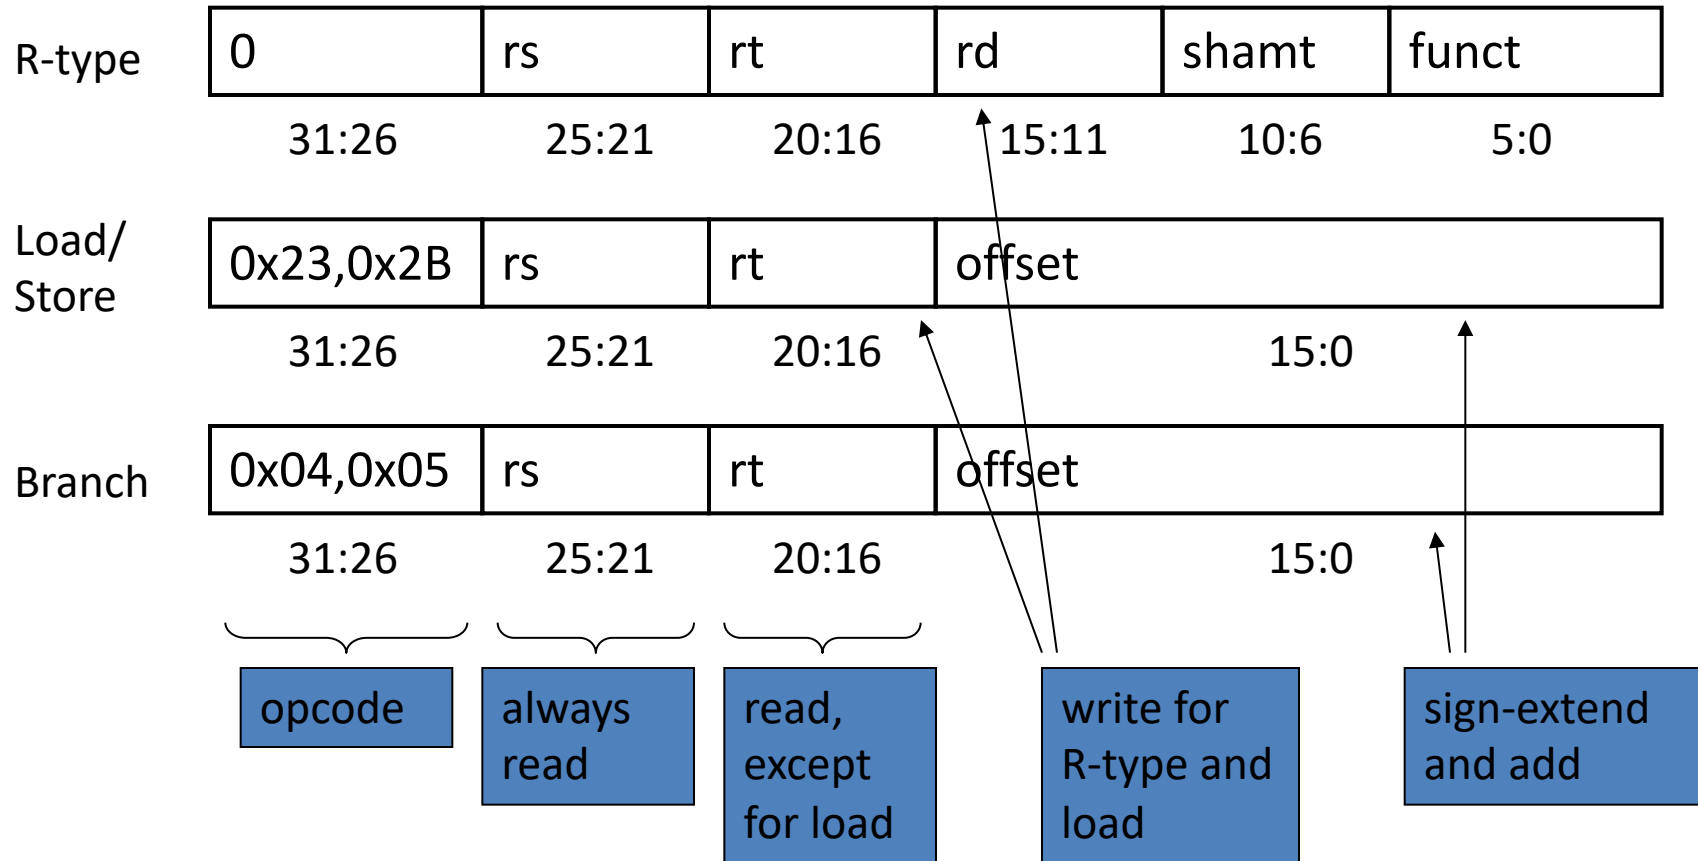 R-type 0 rs rt rd shamt funct
31:26 25:21 20:16 15:11 10:6 5:0
Load/
Store
0x23,0x2B rs rt offset
31:26 25:21 20:16 15:0
Branch 0x04,0x05 rs rt offset
31:26 25:21 20:16 15:0
opcode
always
read
read,
except
for load
write for
R-type and
load
sign-extend
and add